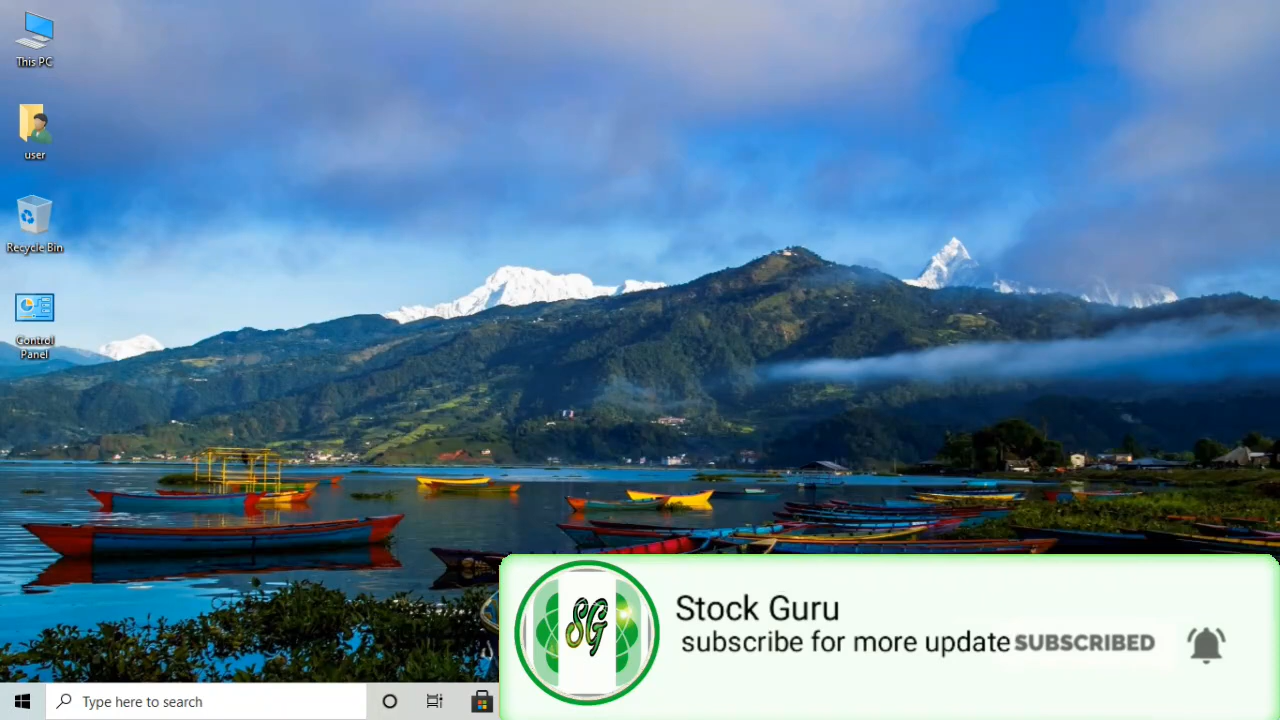 This PC
user
Recycle Bin
Control
Panel
SG
Stock Guru
subscribe for more update SUBSCRIBED
Type here to search